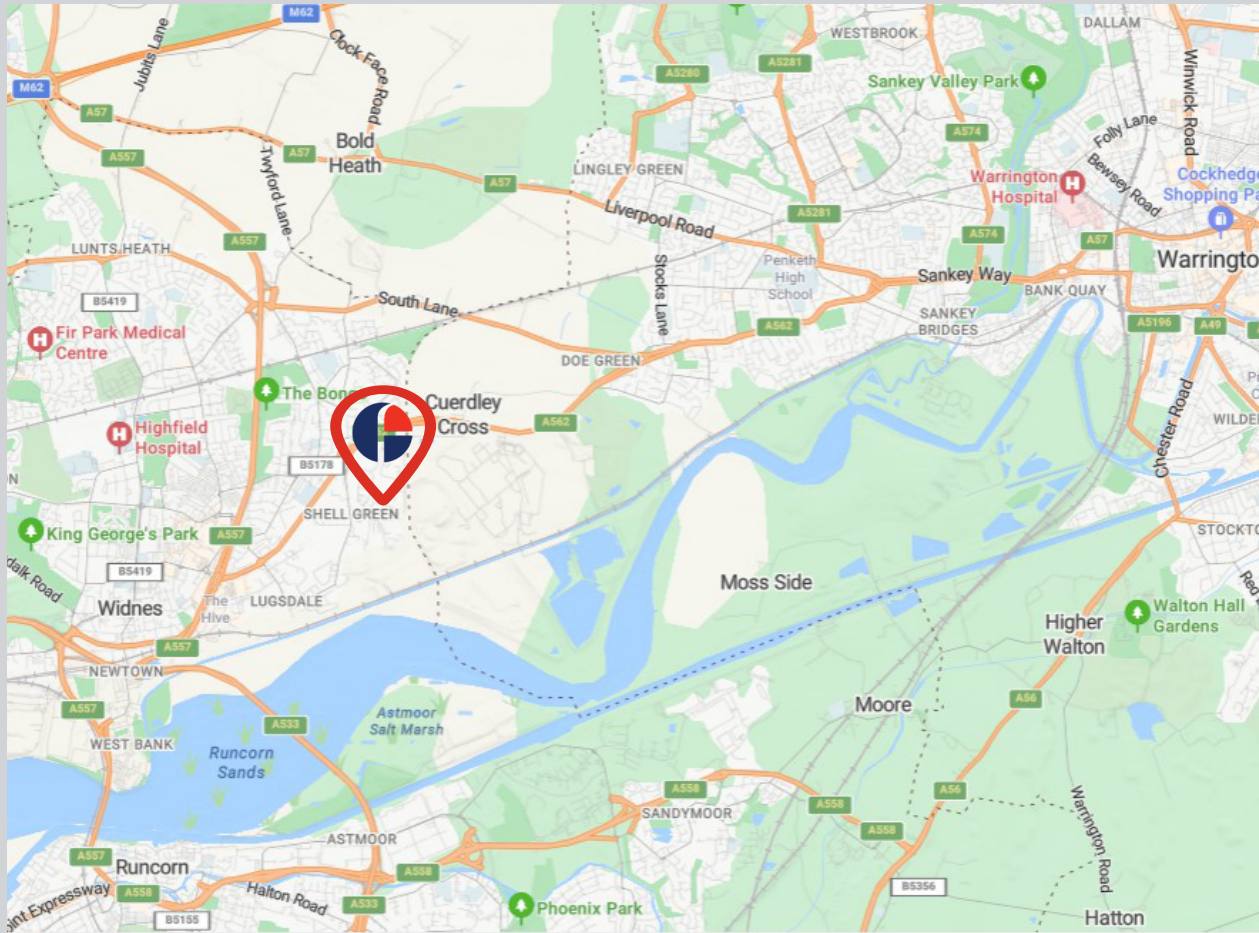 M62
DALLAM
WESTBROOK
Jubits Lane
Clock Face Road
A5281
A5280
Sankey Valley Park
Winwick Road
M62
A57
A574
Folly Lane
Bold
Heath
A57
A557
Twyford Lane
LINGLEY GREEN
Bewsey Road
Warrington
Hospital
Cockhedge
Shopping Pa
A57
Liverpool Road
A5281
A574
A57
LUNTS HEATH
A557
Stocks Lane
Penketh
High
School
Sankey Way
Warringto
BANK QUAY
B5419
South Lane
SANKEY
BRIDGES
A562
A5196
A49
Fir Park Medical
Centre
DOE GREEN
The Bong
Cuerdley
Cross
A562
Highfield
Hospital
Chester Road
WILDE
B5178
SHELL GREEN
King George's Park
A557
STOCKTO
dalk Road
B5419
Moss Side
Widnes
The
Hive
LUGSDALE
Walton Hall
Gardens
Higher
Walton
A557
NEWTOWN
A56
Moore
A557
A533
Astmoor
Salt Marsh
WEST BANK
Runcorn
Sands
A558
A56
SANDYMOOR
A558
A558
Warrington Road
ASTMOOR
A557
Runcorn
A558
A558
B5356
oint Expressway
Halton Road
A533
Phoenix Park
B5155
Hatton